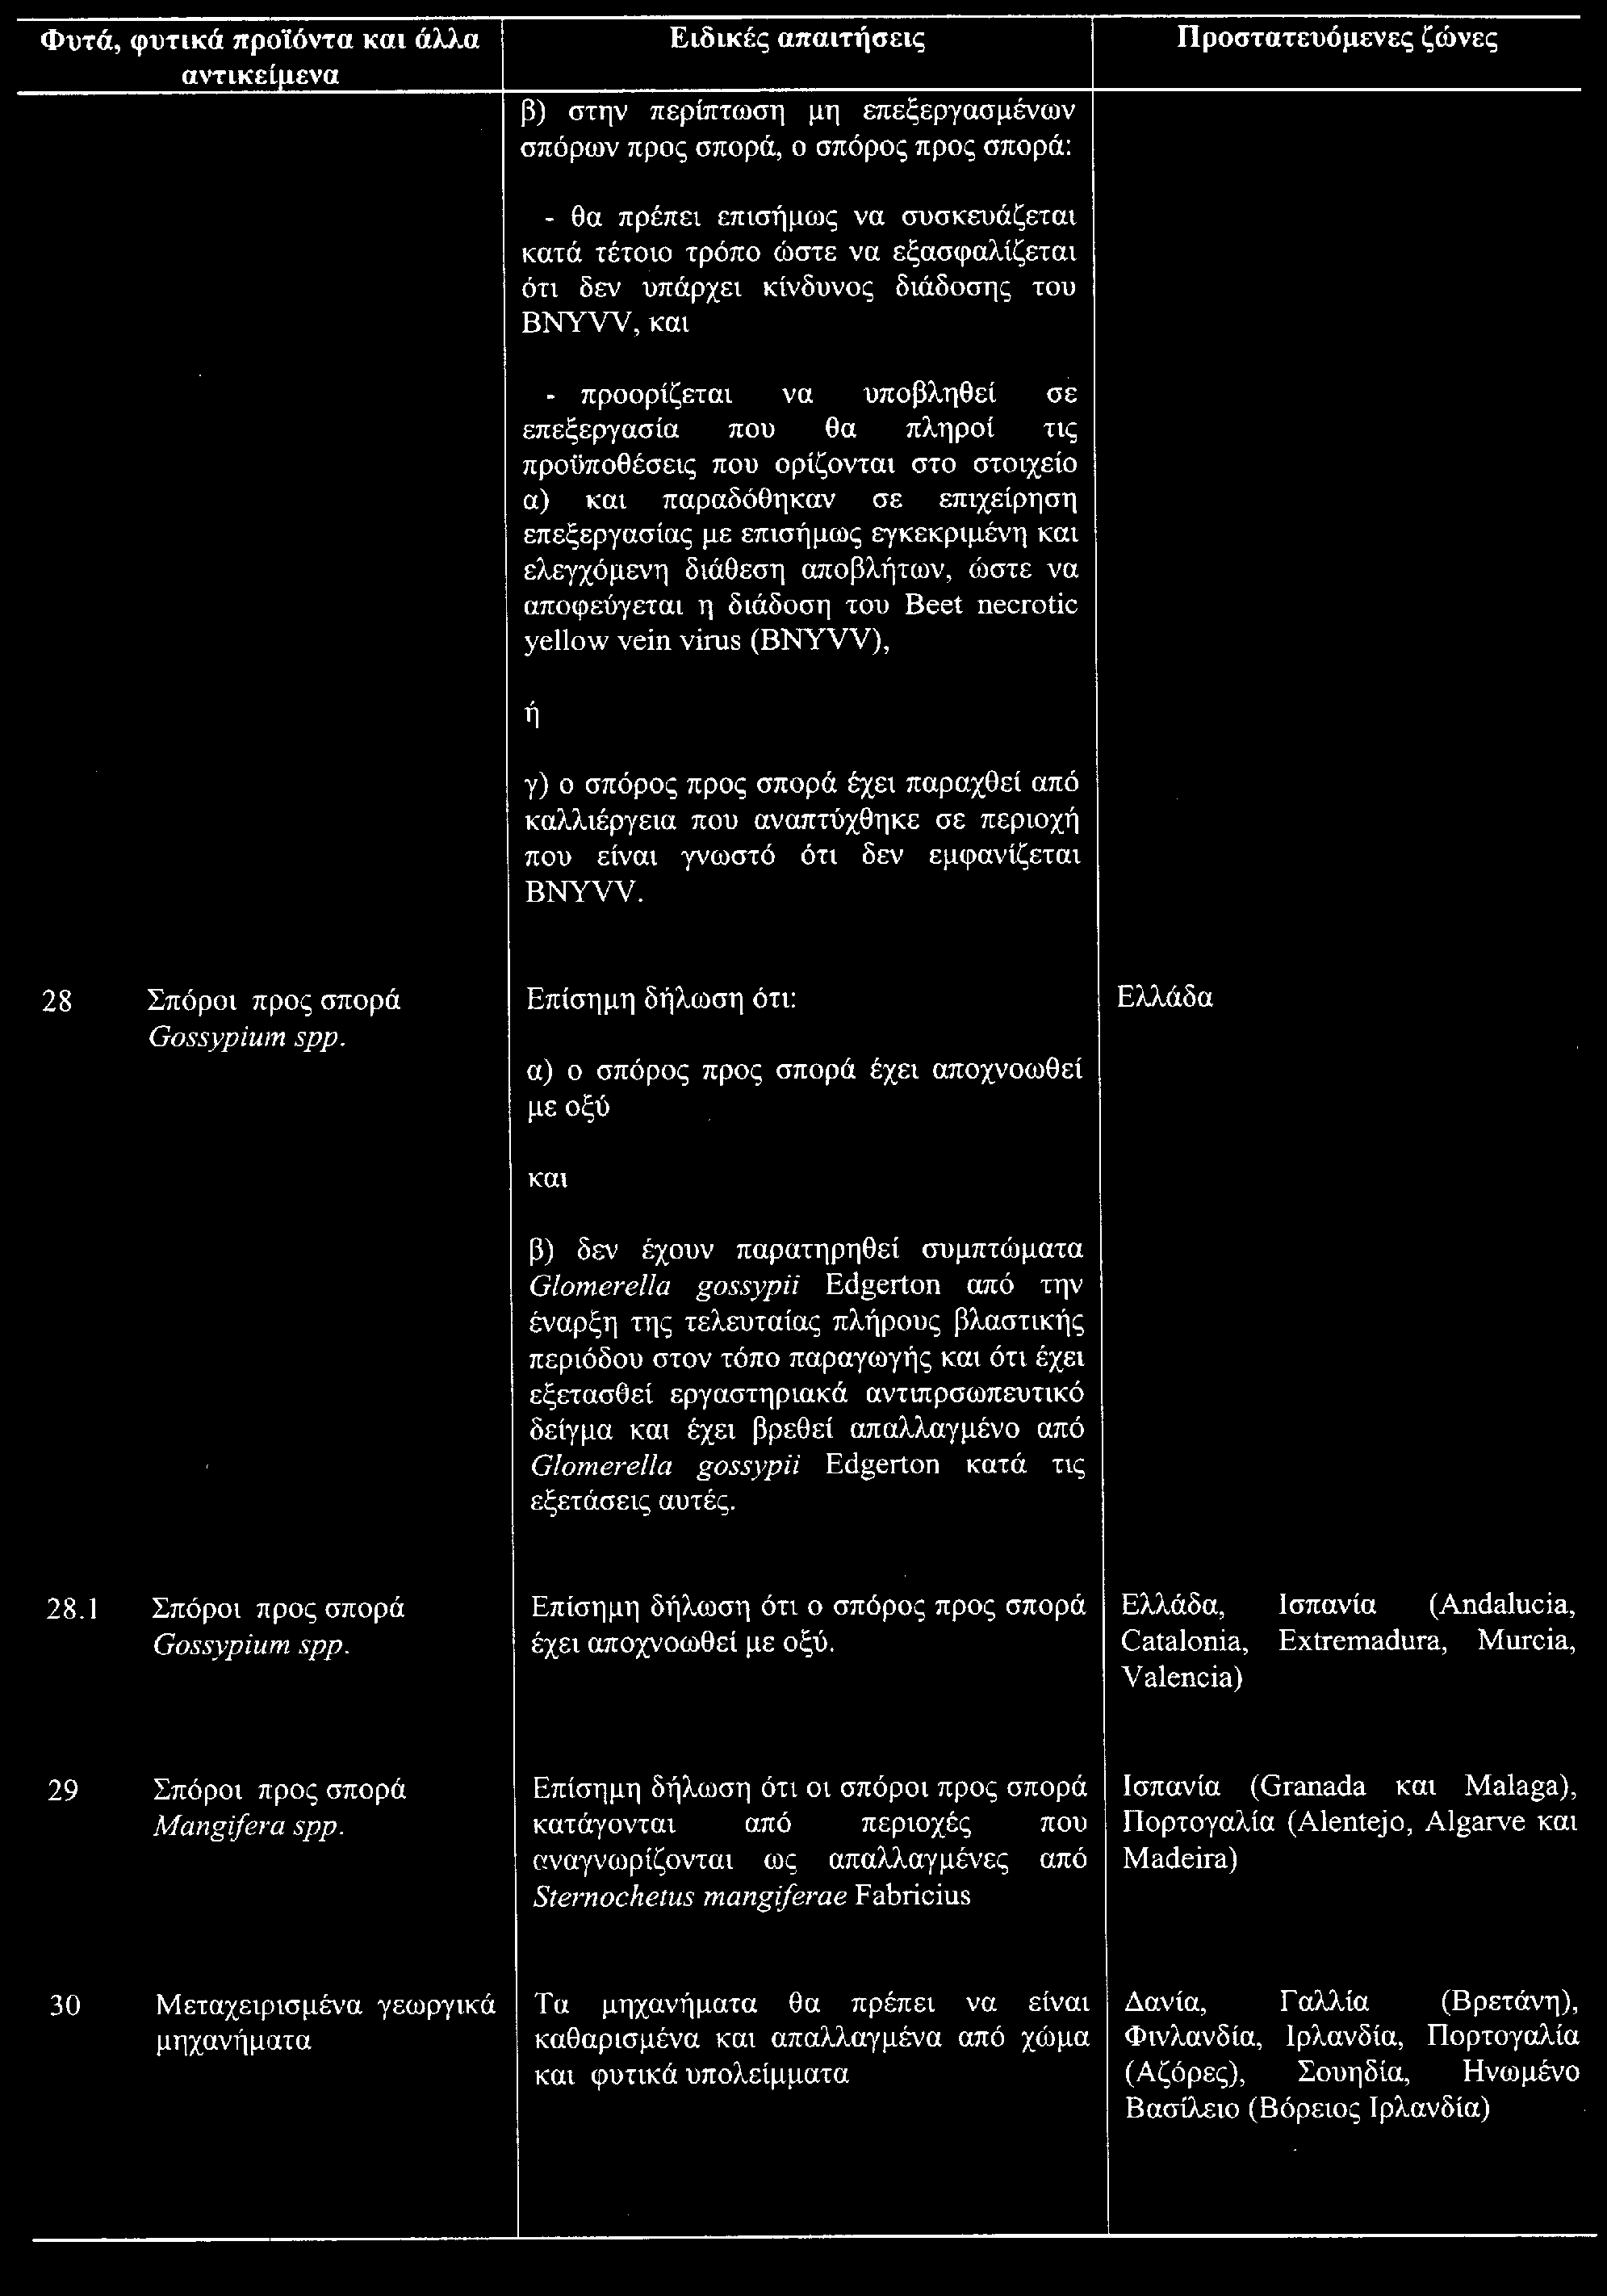 Φυτά, φυτικά προϊόντα και άλλα
αντικείμενα
Ειδικές απαιτήσεις
Προστατευόμενες ζώνες
β) στην περίπτωση μη επεξεργασμένων
σπόρων προς σπορά, ο σπόρος προς σπορά:
- θα πρέπει επισήμως να συσκευάζεται
κατά τέτοιο τρόπο ώστε να εξασφαλίζεται
ότι δεν υπάρχει κίνδυνος διάδοσης του
BNYVV, και
- προορίζεται να υποβληθεί σε
επεξεργασία που θα πληροί τις
προϋποθέσεις που ορίζονται στο στοιχείο
α) και παραδόθηκαν σε επιχείρηση
επεξεργασίας με επισήμως εγκεκριμένη και
ελεγχόμενη διάθεση αποβλήτων, ώστε να
αποφεύγεται η διάδοση του Beet necrotic
yellow vein virus (BNYVV),
ή
γ) ο σπόρος προς σπορά έχει παραχθεί από
καλλιέργεια που αναπτύχθηκε σε περιοχή
που είναι γνωστό ότι δεν εμφανίζεται
BNYVV.
28 Σπόροι προς σπορά
Gossypium spp.
Επίσημη δήλωση ότι:
α) ο σπόρος προς σπορά έχει αποχνοωθεί
με οξύ
και
β) δεν έχουν παρατηρηθεί συμπτώματα
Glomerella gossypii Edgerton από την
έναρξη της τελευταίας πλήρους βλαστικής
περιόδου στον τόπο παραγωγής και ότι έχει
εξετασθεί εργαστηριακά αντιπρσωπευτικό
δείγμα και έχει βρεθεί απαλλαγμένο από
Glomerella gossypii Edgerton κατά τις
εξετάσεις αυτές.
Ελλάδα
28.1 Σπόροι προς σπορά
Gossypium spp.
Επίσημη δήλωση ότι ο σπόρος προς σπορά
έχει αποχνοωθεί με οξύ.
Ελλάδα, Ισπανία (Andalucia,
Catalonia, Extremadura, Murcia,
Valencia)
29 Σπόροι προς σπορά
Mangifera spp.
Επίσημη δήλωση ότι οι σπόροι προς σπορά
κατάγονται από περιοχές που
αναγνωρίζονται ως απαλλαγμένες από
Sternochetus mangiferae Fabricius
Ισπανία (Granada και Malaga),
Πορτογαλία (Alentejo, Algarve και
Madeira)
30 Μεταχειρισμένα γεωργικά
μηχανήματα
Τα μηχανήματα θα πρέπει να είναι
καθαρισμένα και απαλλαγμένα από χώμα
και φυτικά υπολείμματα
Δανία, Γαλλία (Βρετάνη),
Φινλανδία, Ιρλανδία, Πορτογαλία
(Αζόρες), Σουηδία, Ηνωμένο
Βασίλειο (Βόρειος Ιρλανδία)